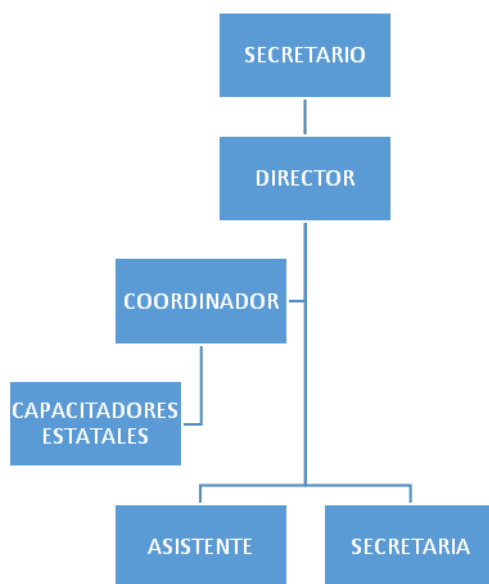 SECRETARIO
DIRECTOR
COORDINADOR
CAPACITADORES
ESTATALES
ASISTENTE
SECRETARIA